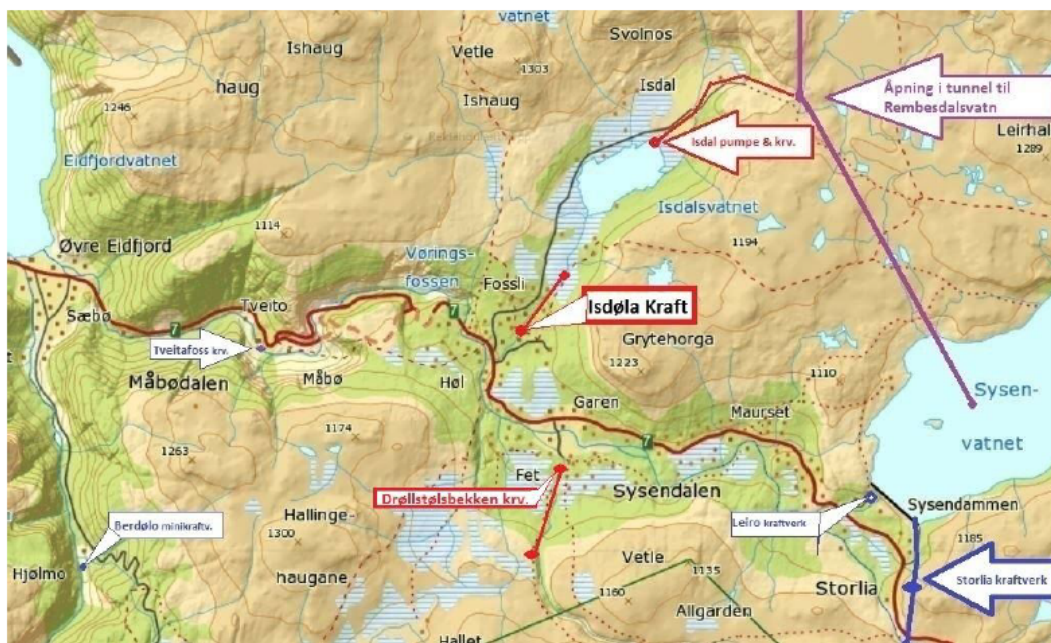 vatnet
Ishaug
Vetle
1303
Svolnos
haug
Ishaug
Isdal
Åpning i tunnel til
Rembesdalsvatn
1246
Isdal pumpe & krv.
Leirhal
1289
Eidfjordvatnet
Isdalsvatnet
1114
1194
Øvre Eidfjord
Vørings-
fossen
Fossli
Tveito
Isdøla Kraft
Sæbø
7
Grytehorga
Tveitafoss krv.
1223
Måbødalen
Måbø
Høl
1110
Sysen-
vatnet
Garen
Maurset
7
1174
1263
Fet
Drøllstølsbekken krv.
Sysendalen
Sysendammen
Berdølo minikraftv.
Hallinge-
1300
haugane
Leiro kraftverk
1185
Vetle
1135
Hjølmo
Storlia
Storlia kraftverk
1160
Allgarden
Hallet